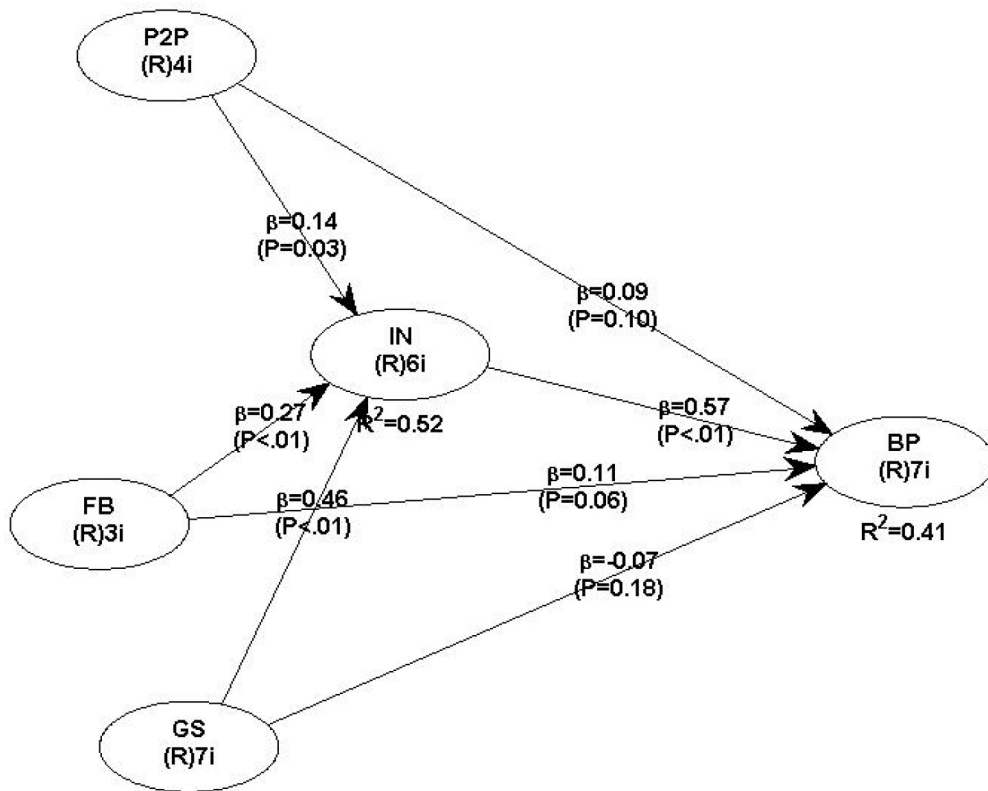 P2P
(R)4i
β=0.14
(P=0.03)
β=0.09
(P=0.10)
IN
(R)6i
R²=0.52
β=0.27
(P<.01)
β=0.57
(P<.01)
BP
(R)7i
R²=0.41
FB
(R)3i
β=0.46
(P<.01)
β=0.11
(P=0.06)
β=-0.07
(P=0.18)
GS
(R)7i